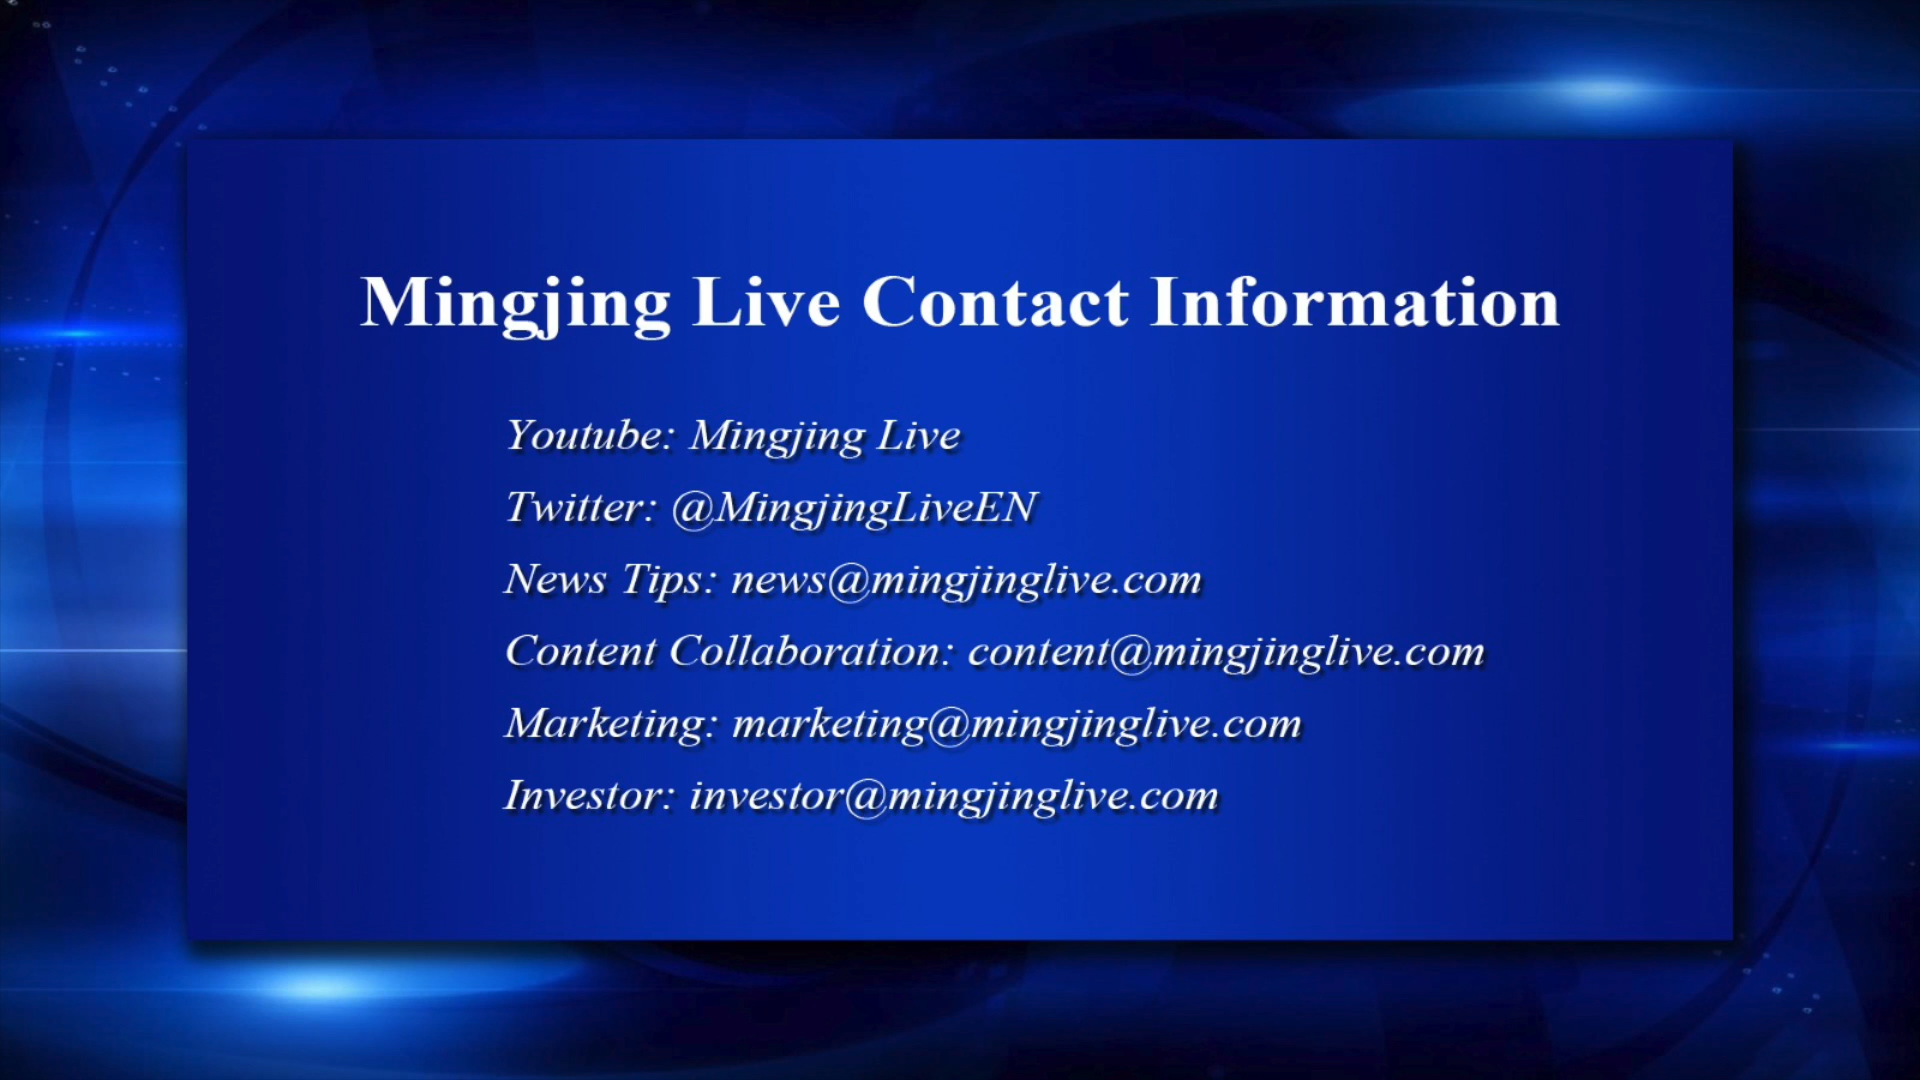 Mingjing Live Contact Information
Youtube: Mingjing Live
Twitter: @MingjingLiveEN
News Tips: news@mingjinglive.com
Content Collaboration: content@mingjinglive.com
Marketing: marketing@mingjinglive.com
Investor: investor@mingjinglive.com